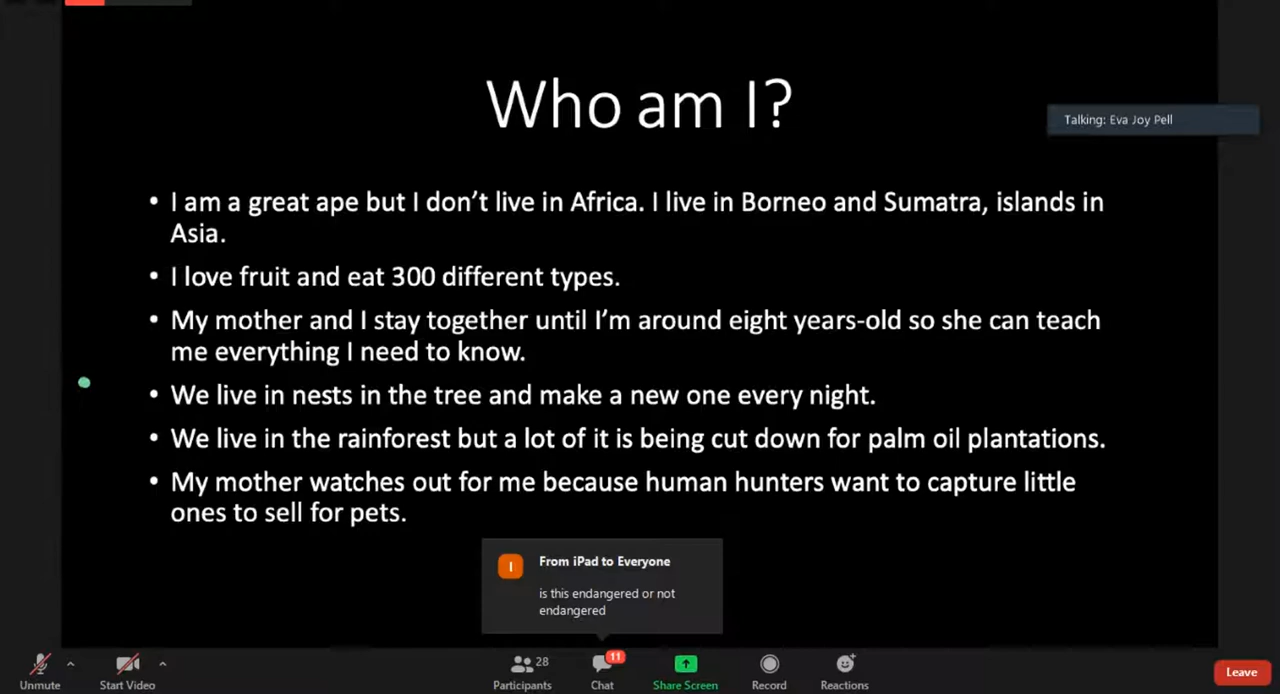 Who am I?
Talking: Eva Joy Pell
• I am a great ape but I don't live in Africa. I live in Borneo and Sumatra, islands in
Asia.
• I love fruit and eat 300 different types.
• My mother and I stay together until I'm around eight years-old so she can teach
me everything I need to know.
• We live in nests in the tree and make a new one every night.
• We live in the rainforest but a lot of it is being cut down for palm oil plantations.
• My mother watches out for me because human hunters want to capture little
ones to sell for pets.
I
From iPad to Everyone
is this endangered or not
endangered
28
11
Unmute
Start Video
Participants
Chat
Share Screen
Record
Reactions
Leave